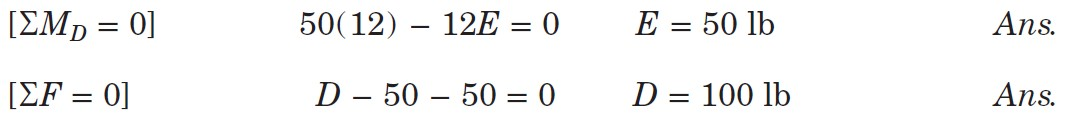 [ΣM_D = 0] 50(12) − 12E = 0 E = 50 lb Ans.
[ΣF = 0] D − 50 − 50 = 0 D = 100 lb Ans.